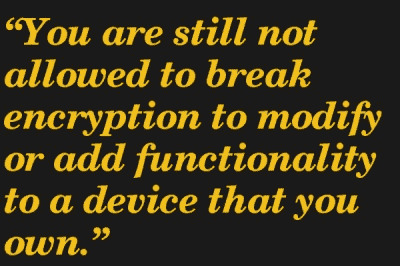 “You are still not
allowed to break
encryption to modify
or add functionality
to a device that you
own.”